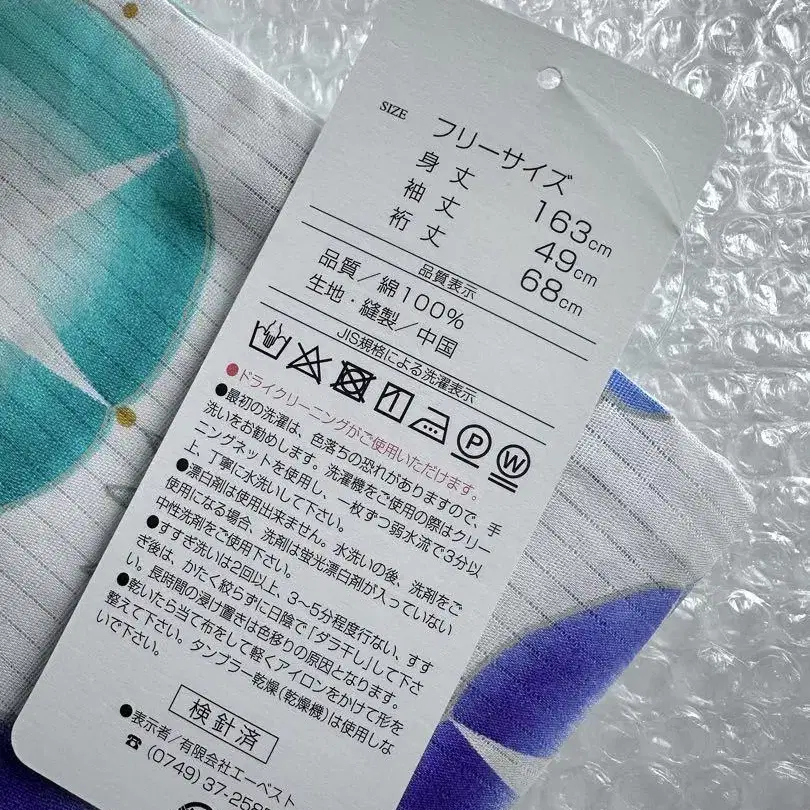 SIZE フリーサイズ
身丈 163cm
袖丈 49cm
裄丈 68cm
品質表示
品質／綿100％
生地・縫製／中国
JIS規格による洗濯表示
P W
●ドライクリーニングがご使用いただけます。
●最初の洗濯は、色落ちの恐れがありますので、手
洗いをお勧めします。洗濯機をご使用の際はクリー
ニングネットを使用し、一枚ずつ弱水流で3分以
上、丁寧に水洗いして下さい。
●漂白剤は使用出来ません。水洗いの後、洗剤をご
使用になる場合、洗剤は蛍光漂白剤が入っていない
中性洗剤をご使用下さい。
●すすぎ洗いは2回以上、3〜5分程度行ない、すす
ぎ後は、かたく絞らずに日陰で「ダラ干し」して下さ
い。長時間の浸け置きは色移りの原因となります。
●乾いたら当て布をして軽くアイロンをかけて形を
整えて下さい。タンブラー乾燥(乾燥機)は使用しな
いで下さい。
検針済
●表示者/有限会社エーベスト
☎ (0749)37-258